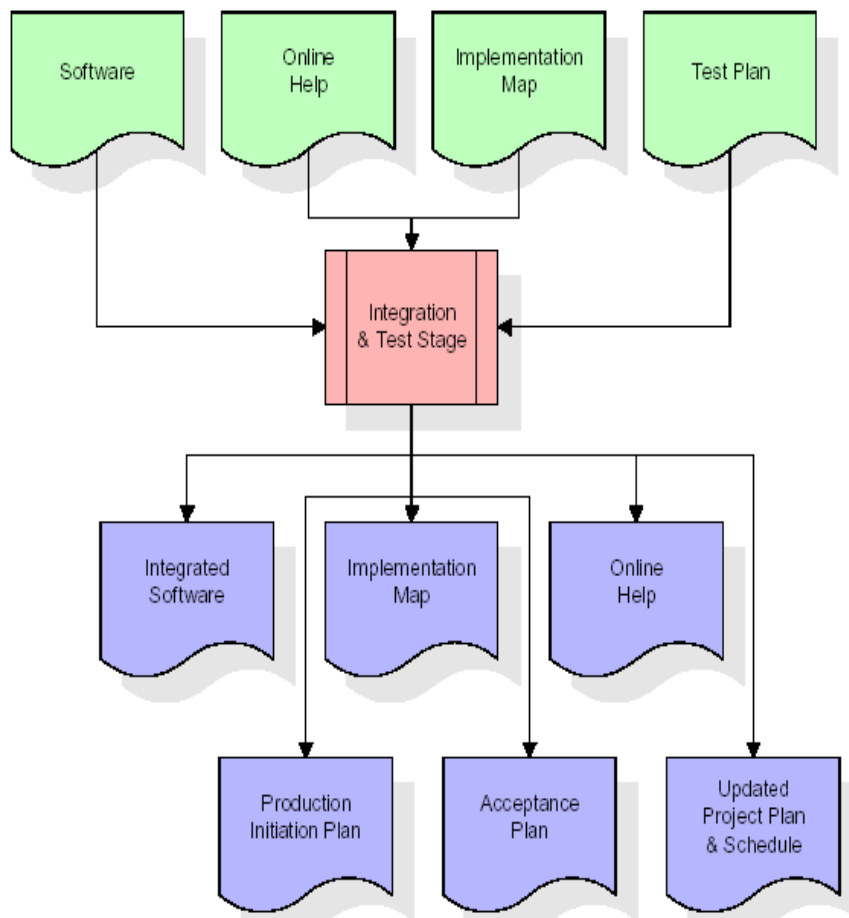 Software
Online
Help
Implementation
Map
Test Plan
Integration
& Test Stage
Integrated
Software
Implementation
Map
Online
Help
Production
Initiation Plan
Acceptance
Plan
Updated
Project Plan
& Schedule